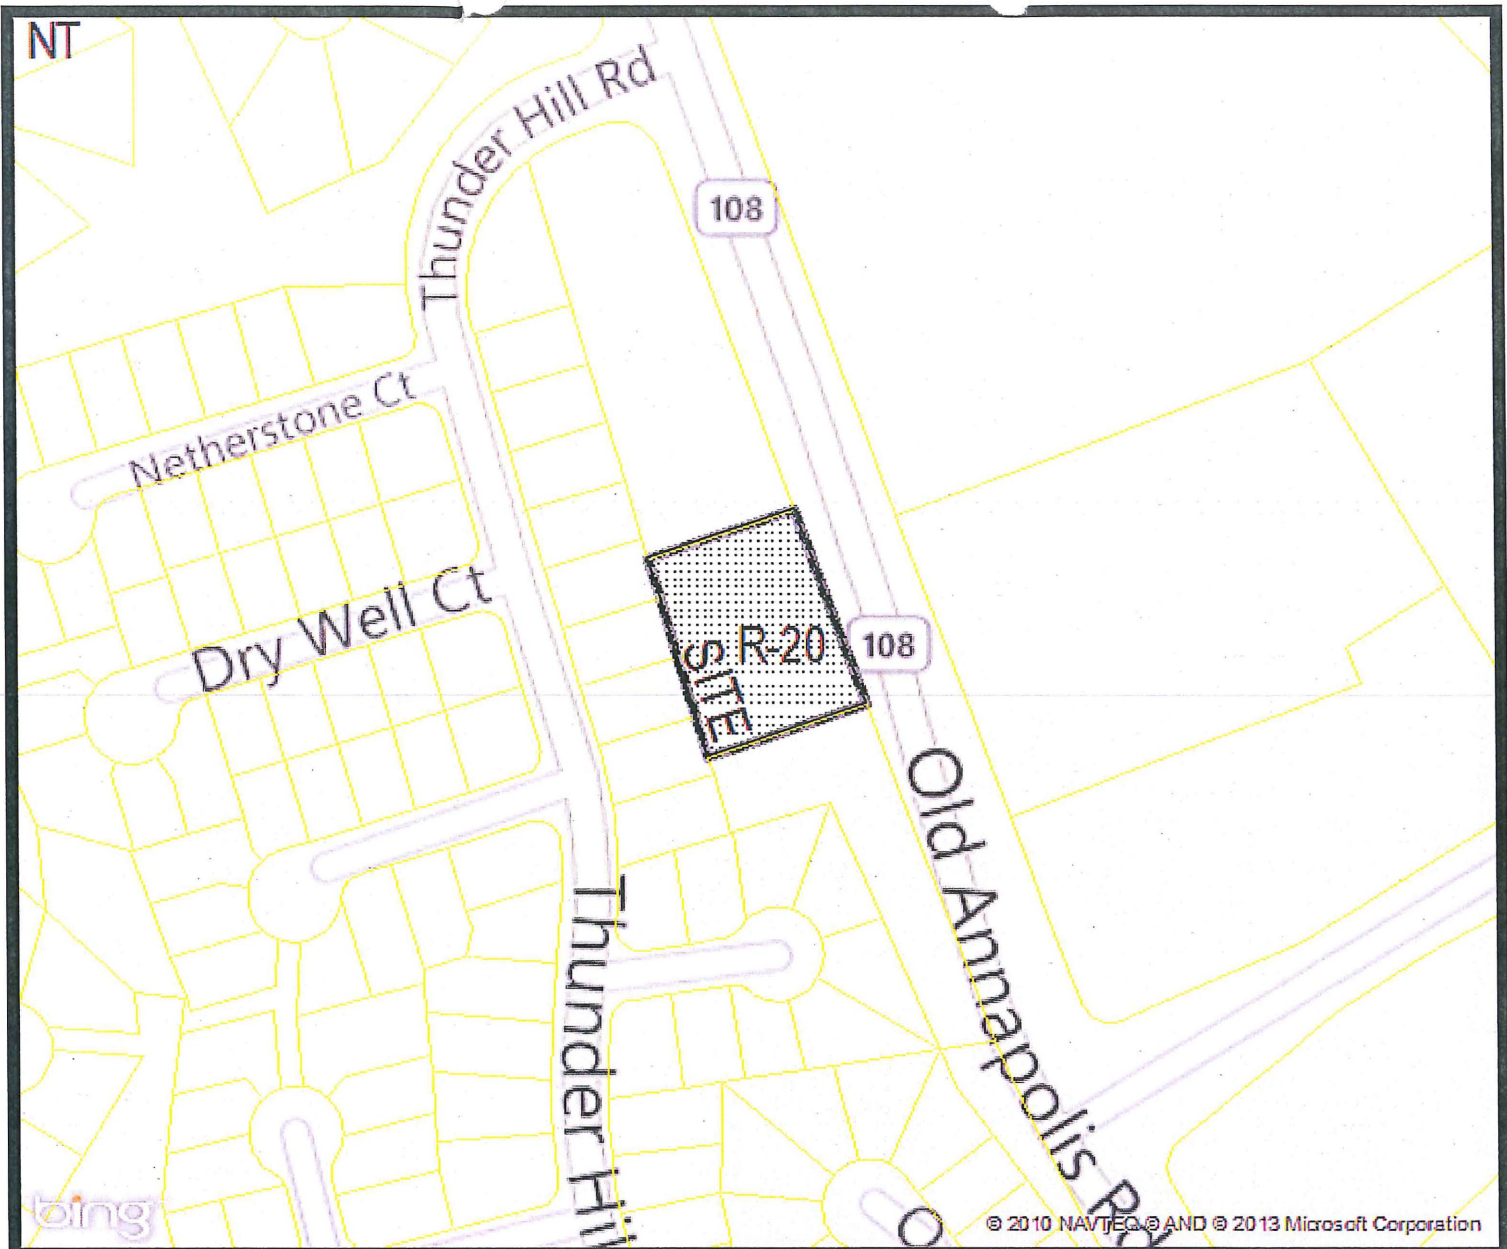 NT
Thunder Hill Rd
108
Netherstone Ct
Dry Well Ct
R-20
SITE
108
Old Annapolis Rd
Thunder Hil
O
bing
© 2010 NAVTEQ © AND © 2013 Microsoft Corporation